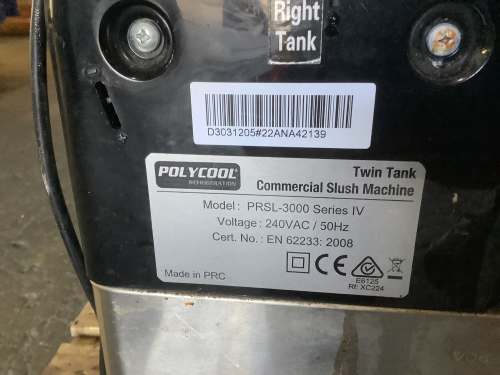 Right
Tank
D3031205#22ANA42139
POLYCOOL
REFRIGERATION
Twin Tank
Commercial Slush Machine
Model: PRSL-3000 Series IV
Voltage: 240VAC / 50Hz
Cert. No.: EN 62233: 2008
Made in PRC
E6125
Rf: XC224